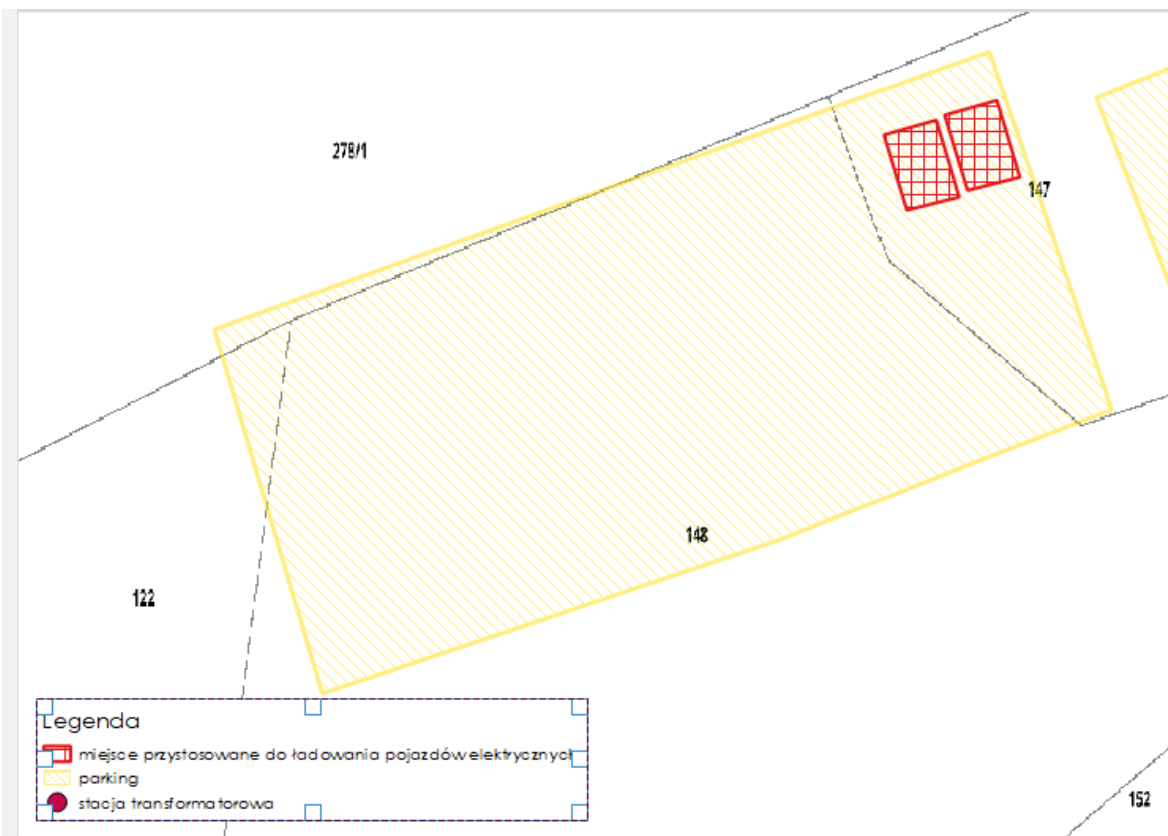 278/1
147
148
122
Legenda
miejsce przystosowane do ładowania pojazdów elektrycznych
parking
stacja transformatorowa
152